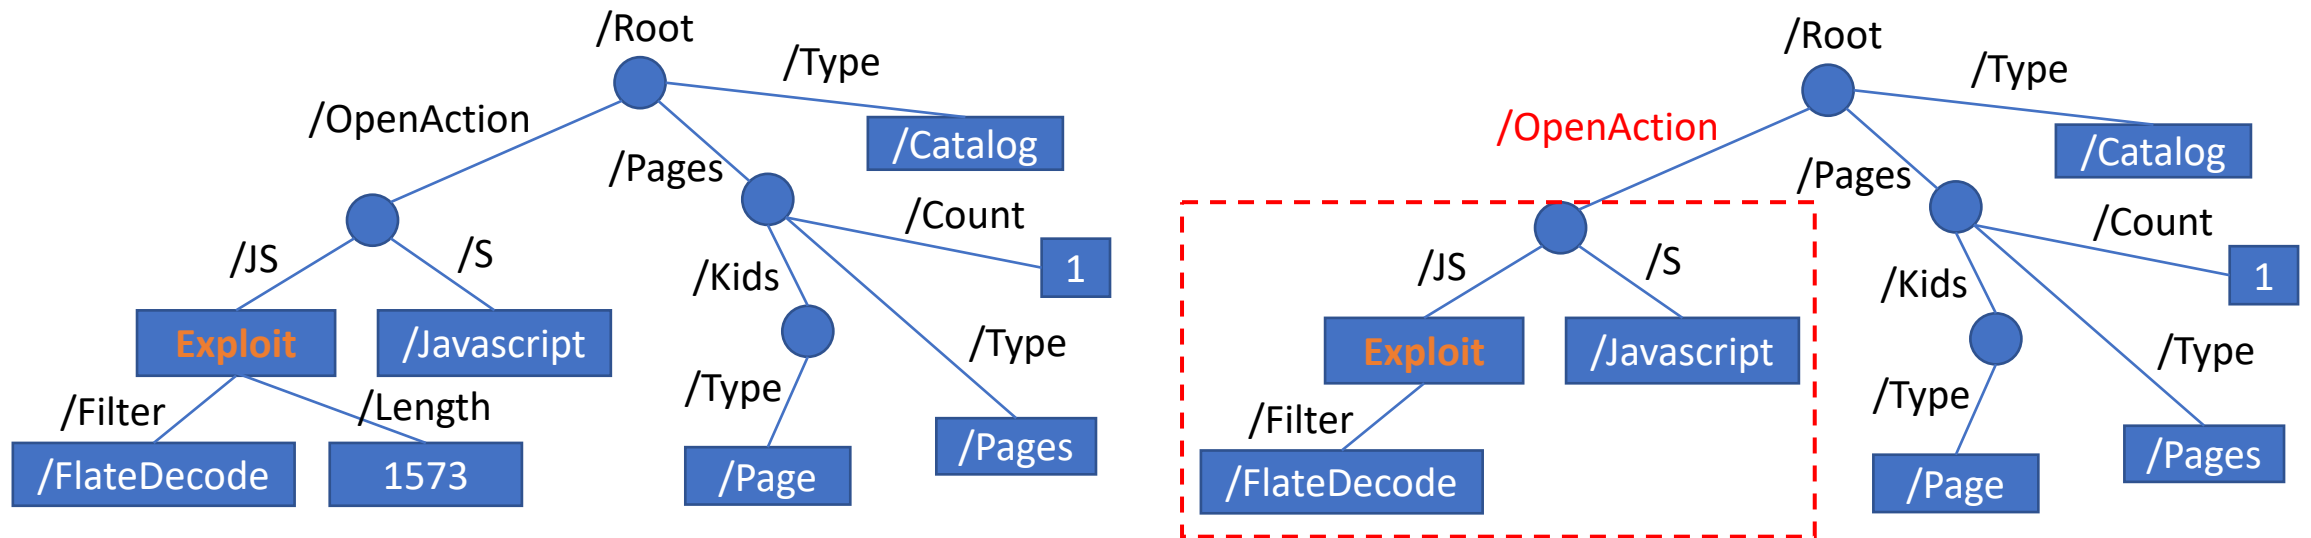 /Root
/Type
/OpenAction
/Catalog
/Pages
/Count
/JS
/S
/Kids
1
Exploit
/Javascript
/Type
/Type
/Filter
/Length
/FlateDecode
1573
/Page
/Pages
/Root
/Type
/OpenAction
/Catalog
/Pages
/Count
/JS
/S
/Kids
1
Exploit
/Javascript
/Type
/Type
/Filter
/FlateDecode
/Page
/Pages